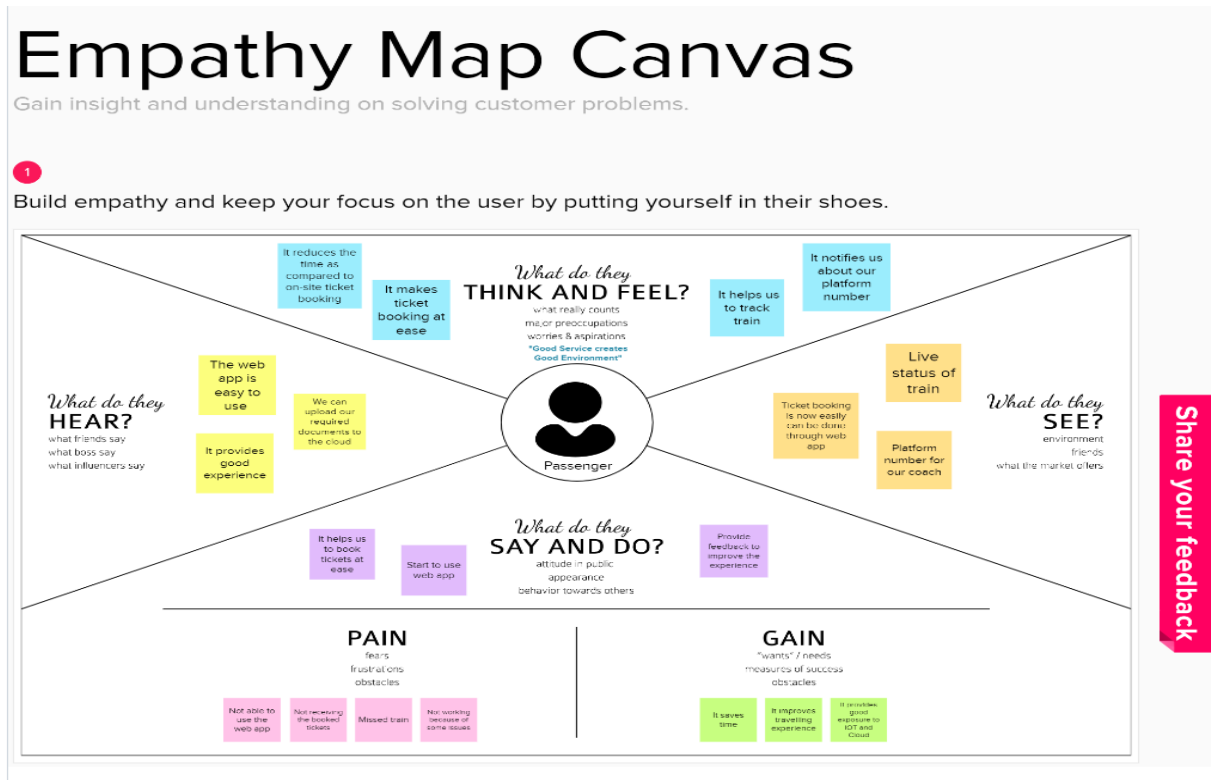 Empathy Map Canvas
Gain insight and understanding on solving customer problems.
1
Build empathy and keep your focus on the user by putting yourself in their shoes.
It reduces the
time as
compared to
on-site ticket
booking
It makes
ticket
booking at
ease
What do they
THINK AND FEEL?
what really counts
major preoccupations
worries & aspirations
"Good Service creates
Good Environment"
It helps us
to track
train
It notifies us
about our
platform
number
What do they
HEAR?
what friends say
what boss say
what influencers say
The web
app is
easy to
use
We can
upload our
required
documents to
the cloud
It provides
good
experience
Passenger
Ticket booking
is now easily
can be done
through web
app
Live
status of
train
Platform
number for
our coach
What do they
SEE?
environment
friends
what the market offers
It helps us
to book
tickets at
ease
Start to use
web app
What do they
SAY AND DO?
attitude in public
appearance
behavior towards others
Provide
feedback to
improve the
experience
PAIN
fears
frustrations
obstacles
Not able to
use the
web app
Not receiving
the booked
tickets
Missed train
Not working
because of
some issues
GAIN
"wants" / needs
measures of success
obstacles
It saves
time
It improves
travelling
experience
It provides
good
exposure to
IOT and
Cloud
Share your feedback